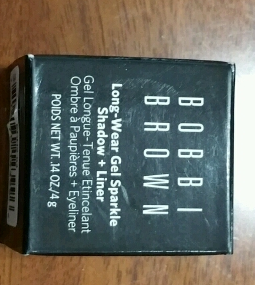 BOBBI
BROWN
Long-Wear Gel Sparkle
Shadow + Liner
Gel Longue-Tenue Etincelant
Ombre à Paupières + Eyeliner
POIDS NET WT. .14 OZ./4 g